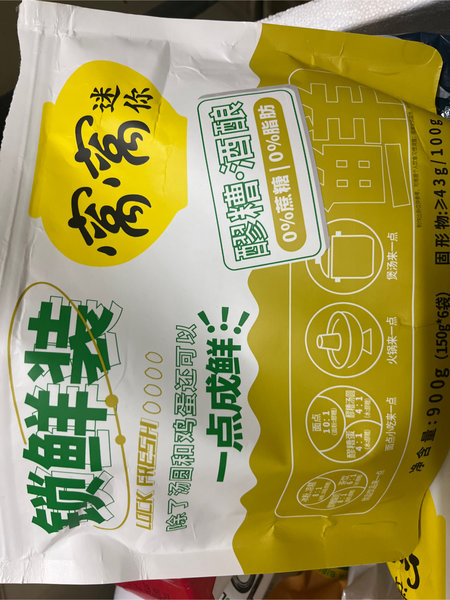 迷你
窝窝
醪糟·酒酿
0%蔗糖|0%脂肪
鲜
锁鲜装
LOCK FRESH
除了汤圆和鸡蛋还可以
一点成鲜!!!
煲汤来一点
火锅来一点
面点
10:1
4:1
4:1
面点/小吃来一点
净含量:900g(150g*6袋) 固形物:≥43g/100g